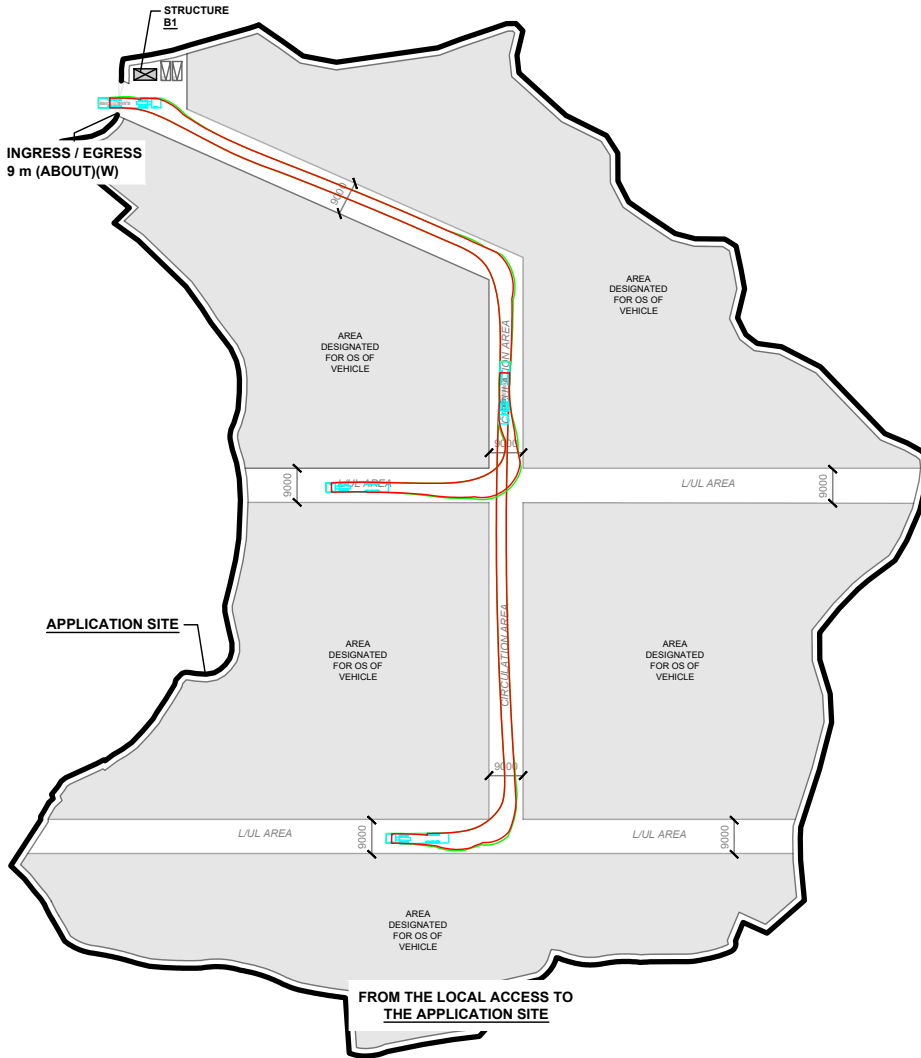 STRUCTURE
B1
INGRESS / EGRESS
9 m (ABOUT)(W)
9000
AREA
DESIGNATED
FOR OS OF
VEHICLE
AREA
DESIGNATED
FOR OS OF
VEHICLE
CIRCULATION AREA
9000
9000
L/UL AREA
L/UL AREA
9000
APPLICATION SITE
AREA
DESIGNATED
FOR OS OF
VEHICLE
CIRCULATION AREA
AREA
DESIGNATED
FOR OS OF
VEHICLE
9000
L/UL AREA
9000
L/UL AREA
9000
AREA
DESIGNATED
FOR OS OF
VEHICLE
FROM THE LOCAL ACCESS TO
THE APPLICATION SITE